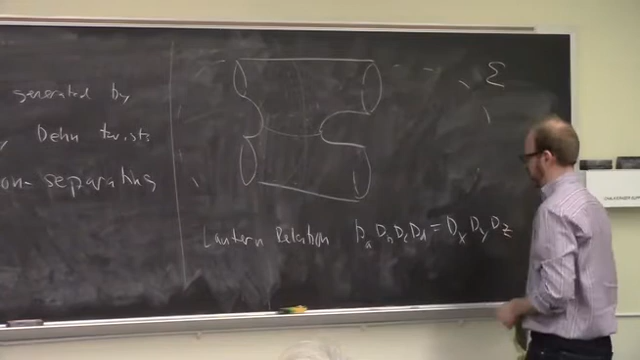 generated by
Dehn twists
non-separating
Σ
Lantern Relation D_a D_b D_c D_d = D_x D_y D_z